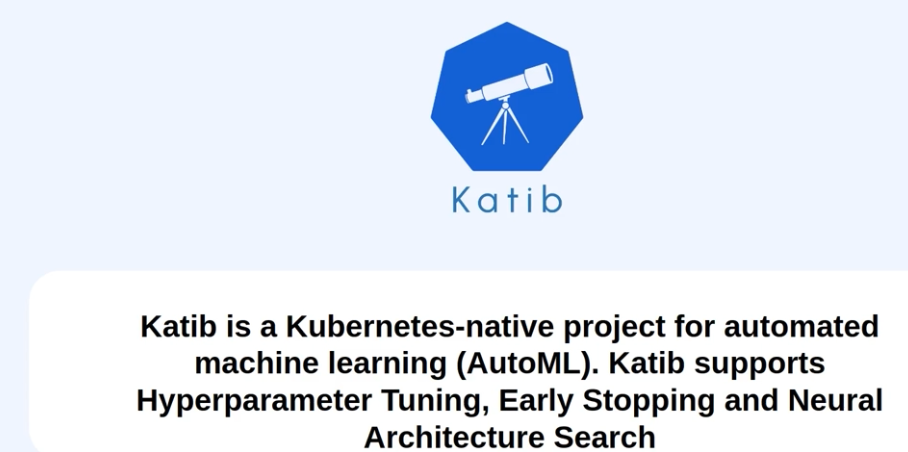 Katib
Katib is a Kubernetes-native project for automated
machine learning (AutoML). Katib supports
Hyperparameter Tuning, Early Stopping and Neural
Architecture Search